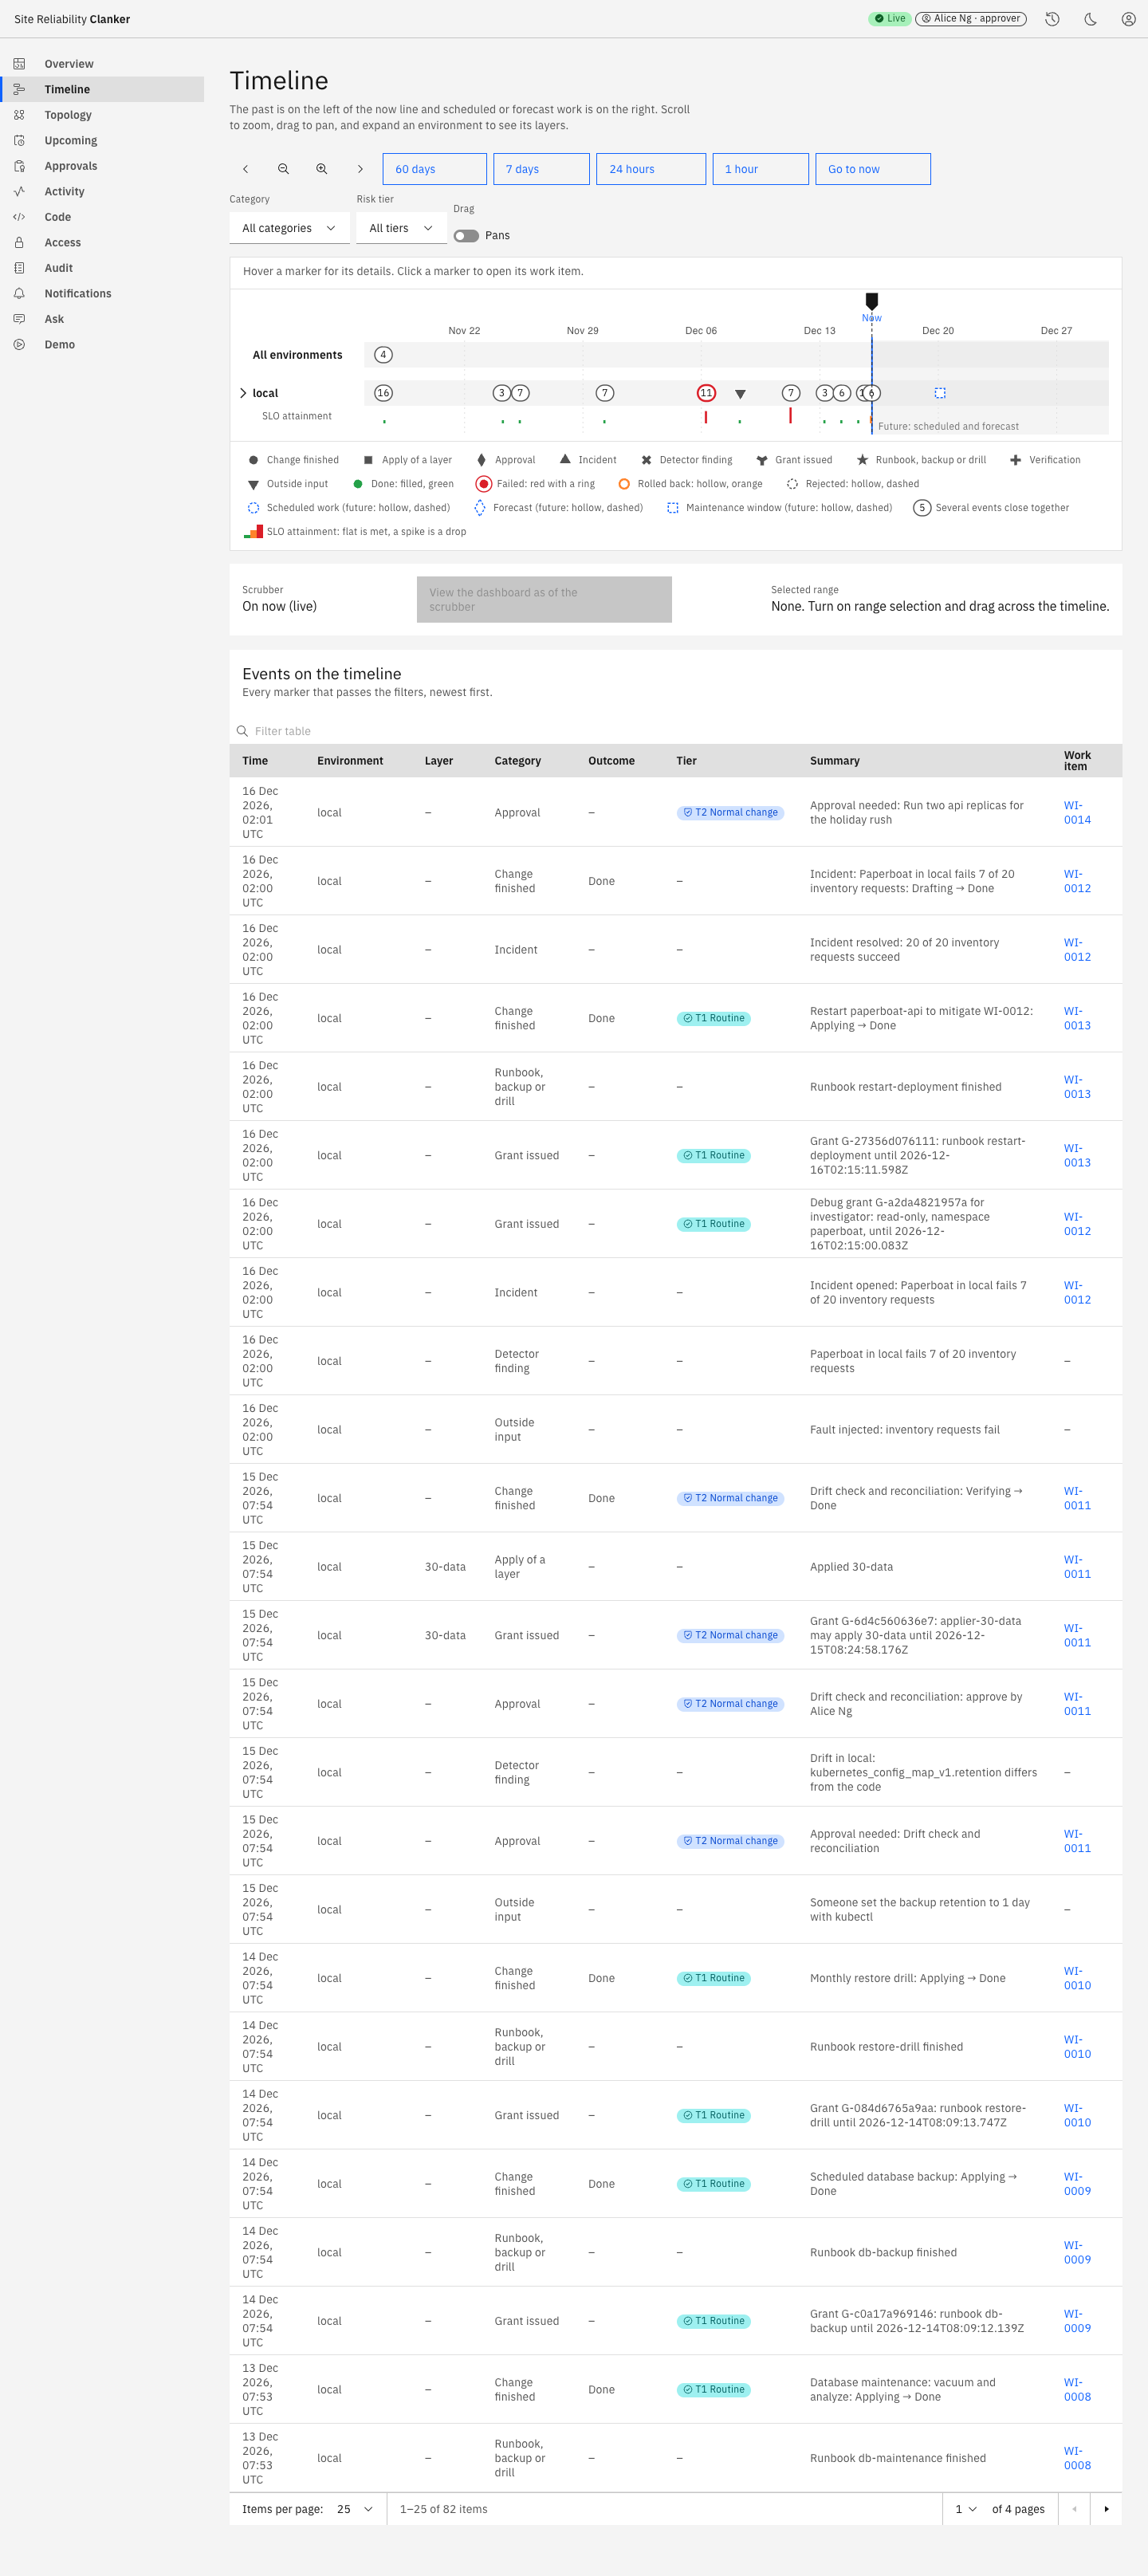 Site Reliability Clanker
Live
Alice Ng · approver
Overview
Timeline
Topology
Upcoming
Approvals
Activity
Code
Access
Audit
Notifications
Ask
Demo
Timeline
The past is on the left of the now line and scheduled or forecast work is on the right. Scroll
to zoom, drag to pan, and expand an environment to see its layers.
60 days
7 days
24 hours
1 hour
Go to now
Category
Risk tier
Drag
All categories
All tiers
Pans
Hover a marker for its details. Click a marker to open its work item.
Now
Nov 22
Nov 29
Dec 06
Dec 13
Dec 20
Dec 27
All environments
4
local
16
3
7
7
11
7
3
6
1
6
SLO attainment
Future: scheduled and forecast
Change finished
Apply of a layer
Approval
Incident
Detector finding
Grant issued
Runbook, backup or drill
Verification
Outside input
Done: filled, green
Failed: red with a ring
Rolled back: hollow, orange
Rejected: hollow, dashed
Scheduled work (future: hollow, dashed)
Forecast (future: hollow, dashed)
Maintenance window (future: hollow, dashed)
5
Several events close together
SLO attainment: flat is met, a spike is a drop
Scrubber
On now (live)
View the dashboard as of the
scrubber
Selected range
None. Turn on range selection and drag across the timeline.
Events on the timeline
Every marker that passes the filters, newest first.
Filter table
Time
Environment
Layer
Category
Outcome
Tier
Summary
Work
item
16 Dec
2026,
02:01
UTC
local
–
Approval
–
T2 Normal change
Approval needed: Run two api replicas for
the holiday rush
WI-
0014
16 Dec
2026,
02:00
UTC
local
–
Change
finished
Done
–
Incident: Paperboat in local fails 7 of 20
inventory requests: Drafting → Done
WI-
0012
16 Dec
2026,
02:00
UTC
local
–
Incident
–
–
Incident resolved: 20 of 20 inventory
requests succeed
WI-
0012
16 Dec
2026,
02:00
UTC
local
–
Change
finished
Done
T1 Routine
Restart paperboat-api to mitigate WI-0012:
Applying → Done
WI-
0013
16 Dec
2026,
02:00
UTC
local
–
Runbook,
backup or
drill
–
–
Runbook restart-deployment finished
WI-
0013
16 Dec
2026,
02:00
UTC
local
–
Grant issued
–
T1 Routine
Grant G-27356d076111: runbook restart-
deployment until 2026-12-
16T02:15:11.598Z
WI-
0013
16 Dec
2026,
02:00
UTC
local
–
Grant issued
–
T1 Routine
Debug grant G-a2da4821957a for
investigator: read-only, namespace
paperboat, until 2026-12-
16T02:15:00.083Z
WI-
0012
16 Dec
2026,
02:00
UTC
local
–
Incident
–
–
Incident opened: Paperboat in local fails 7
of 20 inventory requests
WI-
0012
16 Dec
2026,
02:00
UTC
local
–
Detector
finding
–
–
Paperboat in local fails 7 of 20 inventory
requests
–
16 Dec
2026,
02:00
UTC
local
–
Outside
input
–
–
Fault injected: inventory requests fail
–
15 Dec
2026,
07:54
UTC
local
–
Change
finished
Done
T2 Normal change
Drift check and reconciliation: Verifying →
Done
WI-
0011
15 Dec
2026,
07:54
UTC
local
30-data
Apply of a
layer
–
–
Applied 30-data
WI-
0011
15 Dec
2026,
07:54
UTC
local
30-data
Grant issued
–
T2 Normal change
Grant G-6d4c560636e7: applier-30-data
may apply 30-data until 2026-12-
15T08:24:58.176Z
WI-
0011
15 Dec
2026,
07:54
UTC
local
–
Approval
–
T2 Normal change
Drift check and reconciliation: approve by
Alice Ng
WI-
0011
15 Dec
2026,
07:54
UTC
local
–
Detector
finding
–
–
Drift in local:
kubernetes_config_map_v1.retention differs
from the code
–
15 Dec
2026,
07:54
UTC
local
–
Approval
–
T2 Normal change
Approval needed: Drift check and
reconciliation
WI-
0011
15 Dec
2026,
07:54
UTC
local
–
Outside
input
–
–
Someone set the backup retention to 1 day
with kubectl
–
14 Dec
2026,
07:54
UTC
local
–
Change
finished
Done
T1 Routine
Monthly restore drill: Applying → Done
WI-
0010
14 Dec
2026,
07:54
UTC
local
–
Runbook,
backup or
drill
–
–
Runbook restore-drill finished
WI-
0010
14 Dec
2026,
07:54
UTC
local
–
Grant issued
–
T1 Routine
Grant G-084d6765a9aa: runbook restore-
drill until 2026-12-14T08:09:13.747Z
WI-
0010
14 Dec
2026,
07:54
UTC
local
–
Change
finished
Done
T1 Routine
Scheduled database backup: Applying →
Done
WI-
0009
14 Dec
2026,
07:54
UTC
local
–
Runbook,
backup or
drill
–
–
Runbook db-backup finished
WI-
0009
14 Dec
2026,
07:54
UTC
local
–
Grant issued
–
T1 Routine
Grant G-c0a17a969146: runbook db-
backup until 2026-12-14T08:09:12.139Z
WI-
0009
13 Dec
2026,
07:53
UTC
local
–
Change
finished
Done
T1 Routine
Database maintenance: vacuum and
analyze: Applying → Done
WI-
0008
13 Dec
2026,
07:53
UTC
local
–
Runbook,
backup or
drill
–
–
Runbook db-maintenance finished
WI-
0008
Items per page:
25
1–25 of 82 items
1
of 4 pages